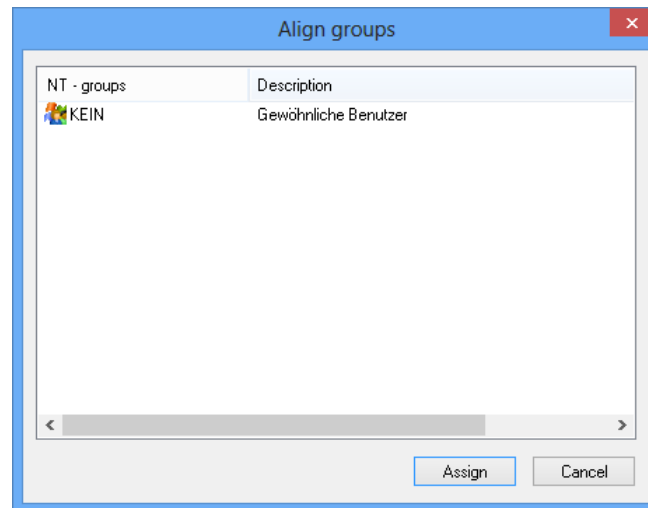 Align groups
NT - groups Description
KEIN Gewöhnliche Benutzer
Assign Cancel